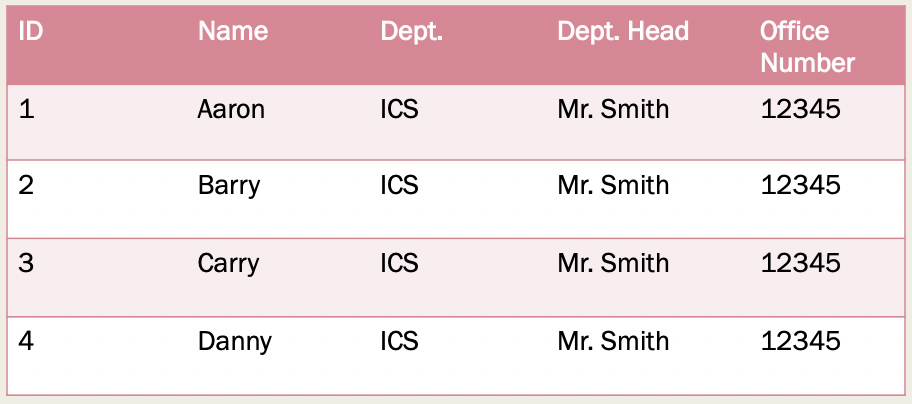 ID Name Dept. Dept. Head Office
Number
1 Aaron ICS Mr. Smith 12345
2 Barry ICS Mr. Smith 12345
3 Carry ICS Mr. Smith 12345
4 Danny ICS Mr. Smith 12345